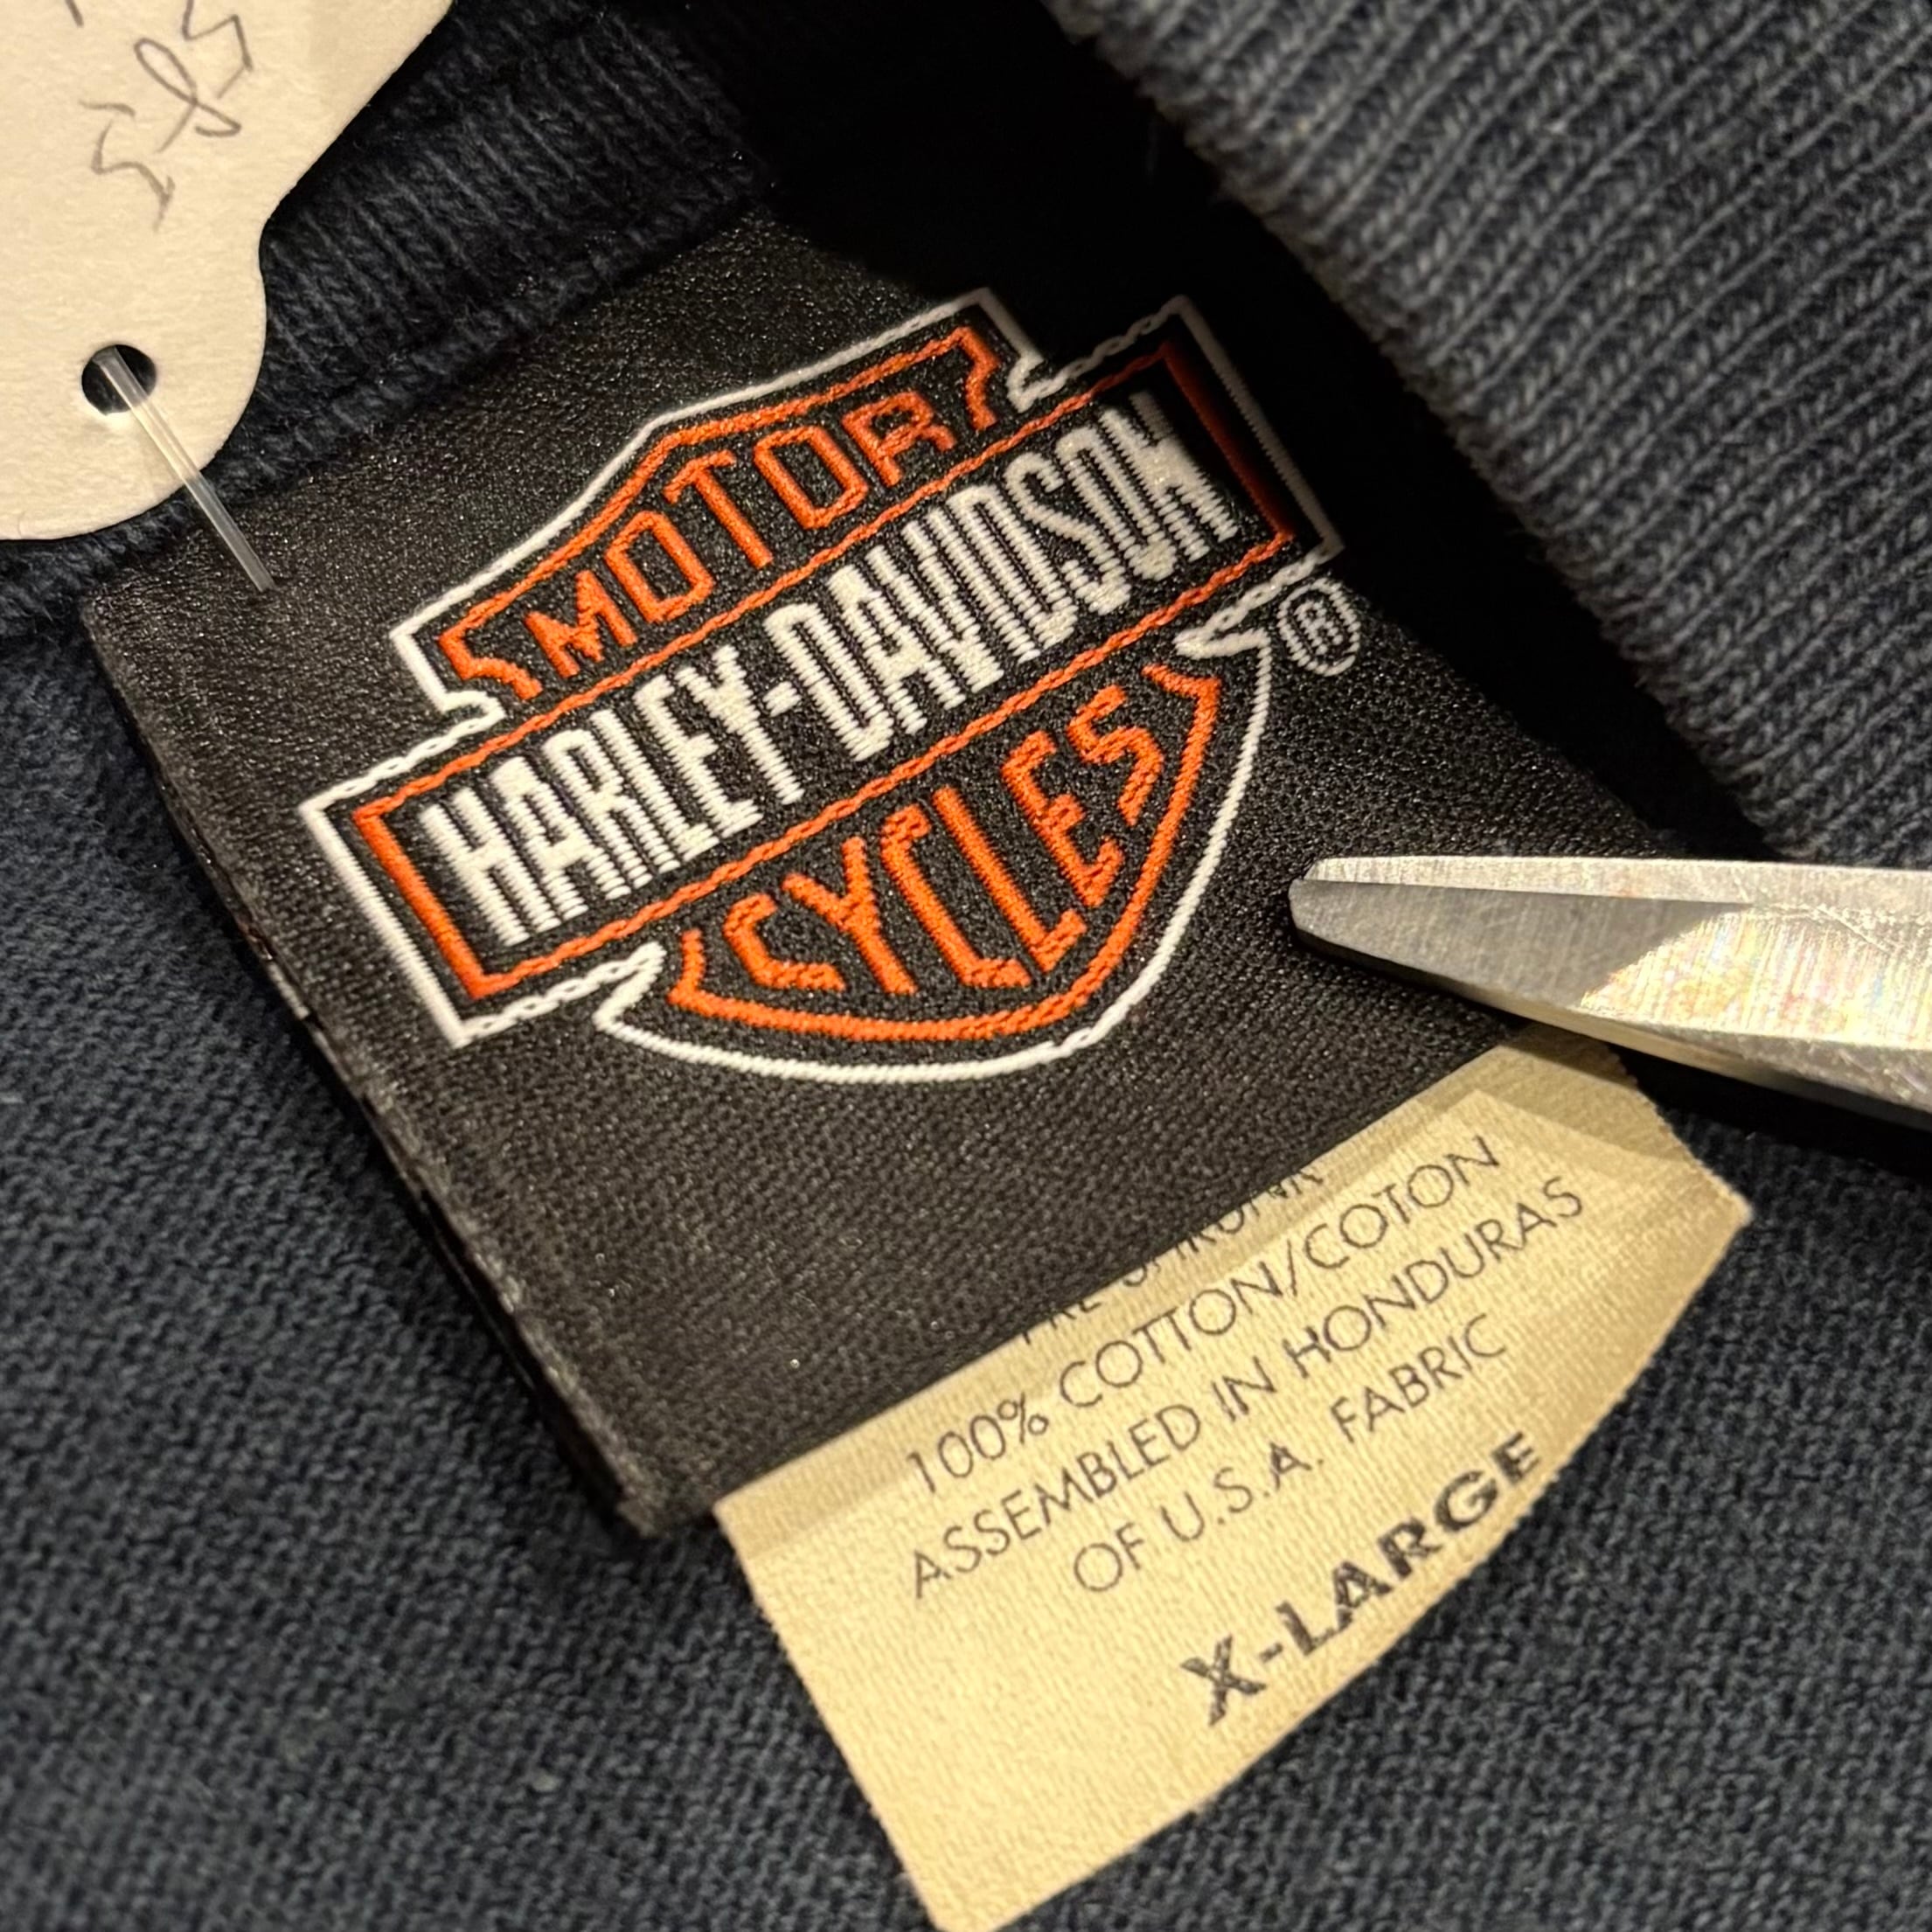 MOTOR
HARLEY-DAVIDSON
CYCLES
®
100% COTTON/COTON
ASSEMBLED IN HONDURAS
OF U.S.A. FABRIC
X-LARGE